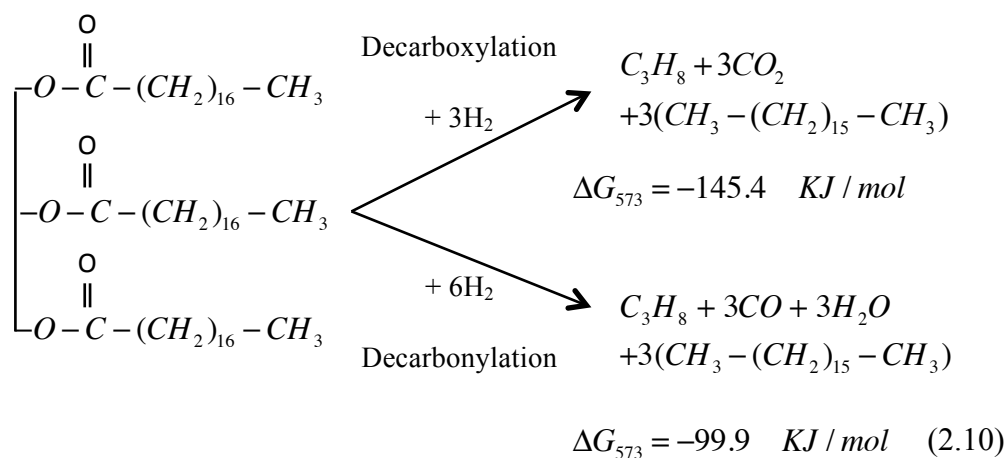 Decarboxylation
O
||
–O – C – (CH₂)₁₆ – CH₃
+ 3H₂
C₃H₈ + 3CO₂
+3(CH₃ – (CH₂)₁₅ – CH₃)
ΔG₅₇₃ = −145.4 KJ / mol
O
||
–O – C – (CH₂)₁₆ – CH₃
O
||
–O – C – (CH₂)₁₆ – CH₃
+ 6H₂
Decarbonylation
C₃H₈ + 3CO + 3H₂O
+3(CH₃ – (CH₂)₁₅ – CH₃)
ΔG₅₇₃ = −99.9 KJ / mol (2.10)